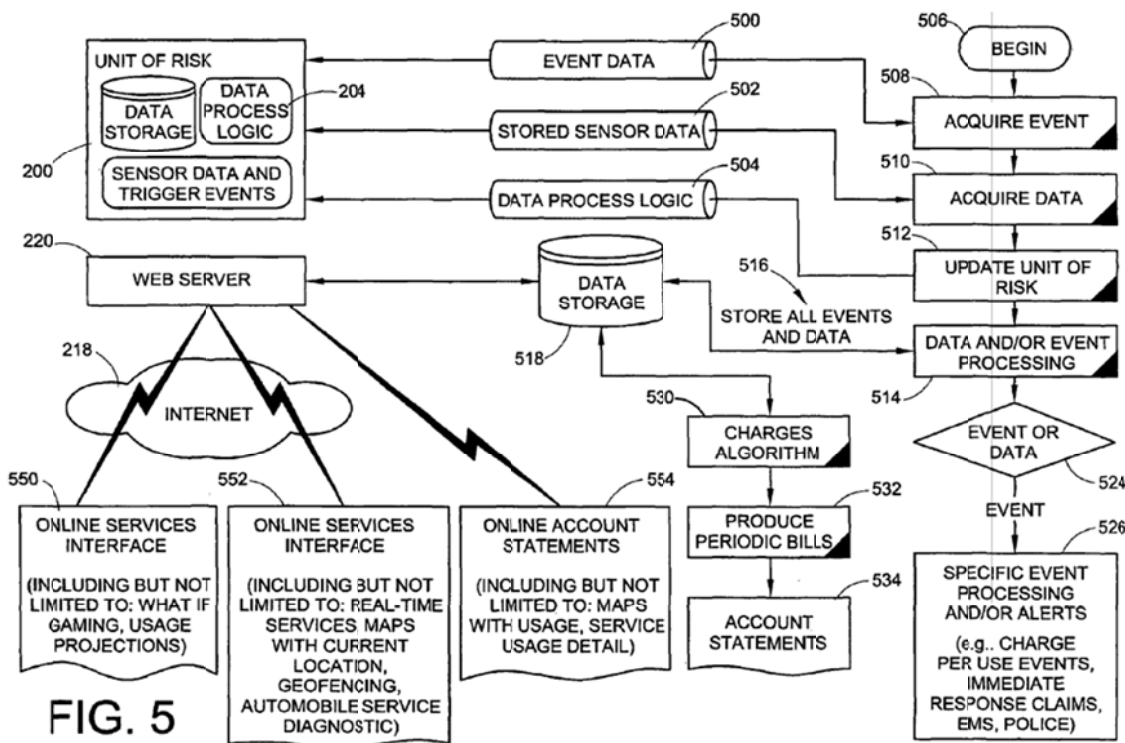 500
506
BEGIN
UNIT OF RISK
DATA
STORAGE
DATA
PROCESS
LOGIC
204
EVENT DATA
508
ACQUIRE EVENT
502
STORED SENSOR DATA
200
SENSOR DATA AND
TRIGGER EVENTS
504
DATA PROCESS LOGIC
510
ACQUIRE DATA
512
UPDATE UNIT OF
RISK
220
WEB SERVER
DATA
STORAGE
518
516
STORE ALL EVENTS
AND DATA
DATA AND/OR EVENT
PROCESSING
514
218
INTERNET
530
CHARGES
ALGORITHM
EVENT OR
DATA
524
EVENT
532
PRODUCE
PERIODIC BILLS
534
ACCOUNT
STATEMENTS
526
SPECIFIC EVENT
PROCESSING
AND/OR ALERTS
(e.g.. CHARGE
PER USE EVENTS,
IMMEDIATE
RESPONSE CLAIMS,
EMS, POLICE)
550
ONLINE SERVICES
INTERFACE
(INCLUDING BUT NOT
LIMITED TO: WHAT IF
GAMING, USAGE
PROJECTIONS)
552
ONLINE SERVICES
INTERFACE
(INCLUDING BUT NOT
LIMITED TO: REAL-TIME
SERVICES, MAPS
WITH CURRENT
LOCATION,
GEOFENCING,
AUTOMOBILE SERVICE
DIAGNOSTIC)
554
ONLINE ACCOUNT
STATEMENTS
(INCLUDING BUT NOT
LIMITED TO: MAPS
WITH USAGE, SERVICE
USAGE DETAIL)
FIG. 5